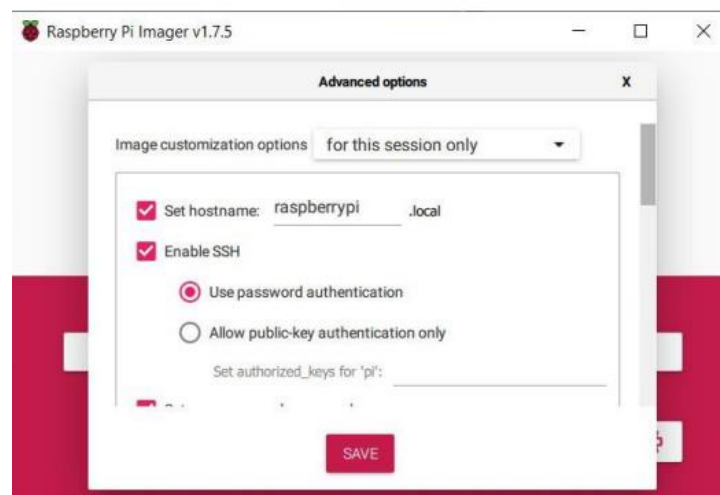 Raspberry Pi Imager v1.7.5
Advanced options X
Image customization options for this session only
Set hostname: raspberrypi .local
Enable SSH
Use password authentication
Allow public-key authentication only
Set authorized_keys for 'pi':
SAVE